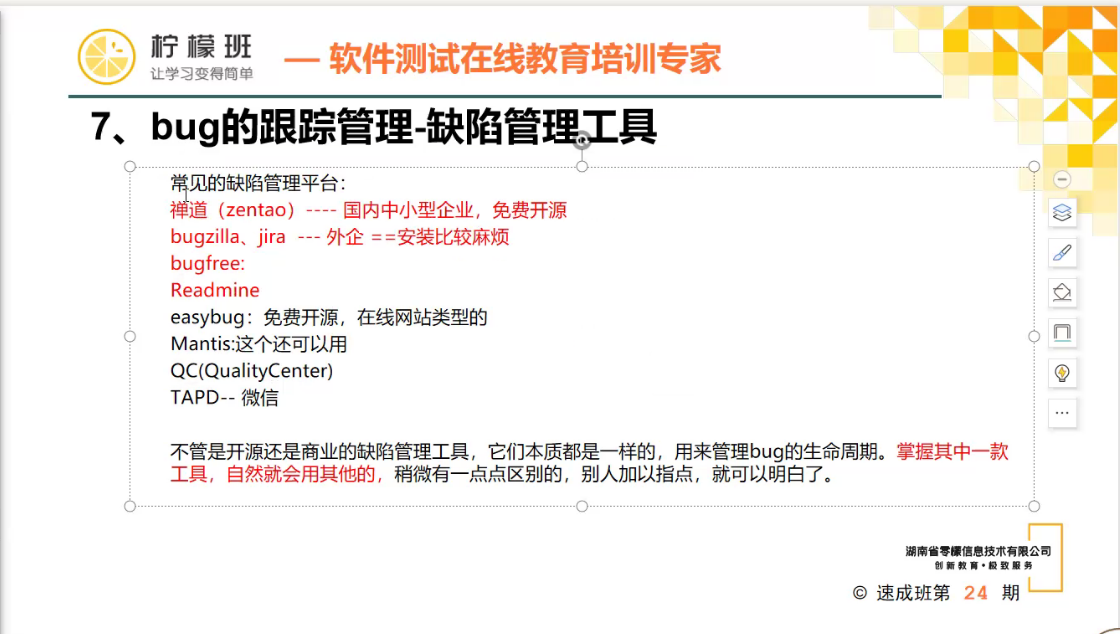 柠檬班
让学习变得简单
— 软件测试在线教育培训专家
7、bug的跟踪管理-缺陷管理工具
常见的缺陷管理平台：
禅道（zentao）---- 国内中小型企业，免费开源
bugzilla、jira --- 外企 ==安装比较麻烦
bugfree:
Readmine
easybug：免费开源，在线网站类型的
Mantis:这个还可以用
QC(QualityCenter)
TAPD-- 微信
不管是开源还是商业的缺陷管理工具，它们本质都是一样的，用来管理bug的生命周期。掌握其中一款
工具，自然就会用其他的，稍微有一点点区别的，别人加以指点，就可以明白了。
湖南省零檬信息技术有限公司
创新教育·极致服务
© 速成班第 24 期